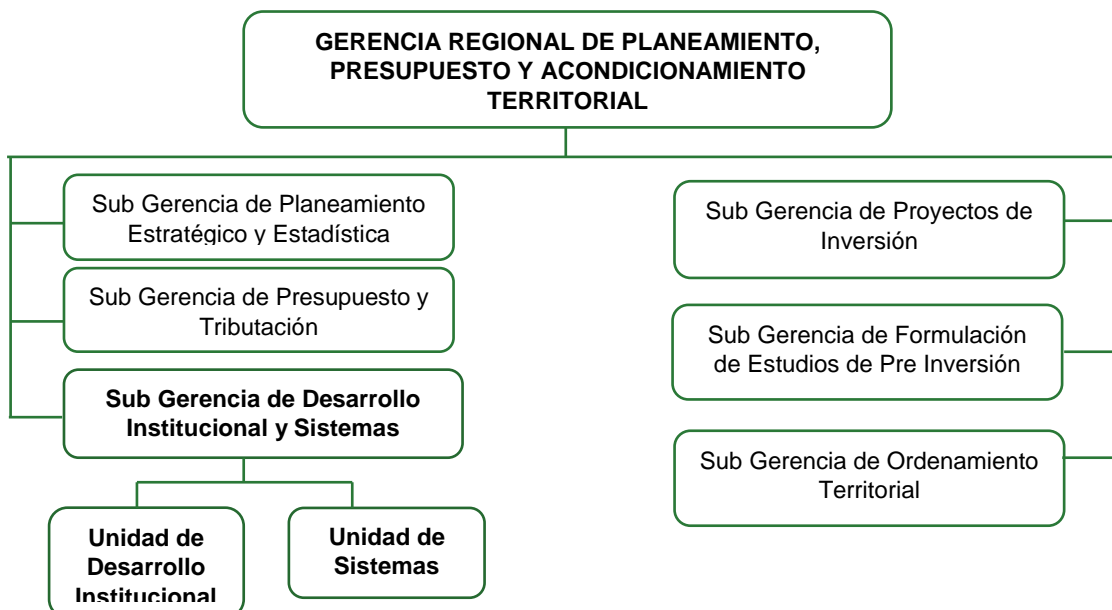 GERENCIA REGIONAL DE PLANEAMIENTO,
PRESUPUESTO Y ACONDICIONAMIENTO
TERRITORIAL
Sub Gerencia de Planeamiento
Estratégico y Estadística
Sub Gerencia de Presupuesto y
Tributación
Sub Gerencia de Desarrollo
Institucional y Sistemas
Unidad de
Desarrollo
Institucional
Unidad de
Sistemas
Sub Gerencia de Proyectos de
Inversión
Sub Gerencia de Formulación
de Estudios de Pre Inversión
Sub Gerencia de Ordenamiento
Territorial